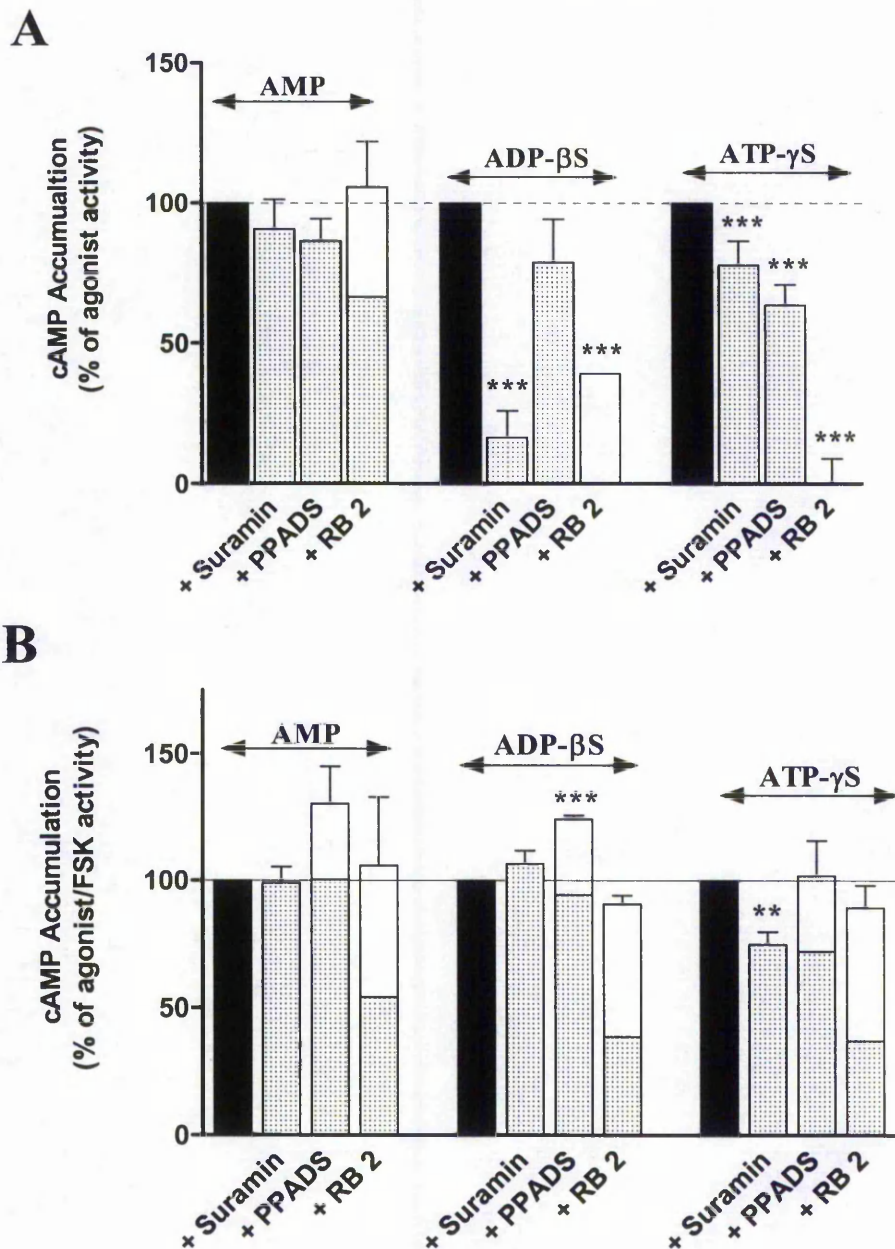 A
cAMP Accumualtion
(% of agonist activity)
150
100
50
0
AMP
ADP-βS
ATP-γS
***
***
***
***
***
+ Suramin
+ PPADS
+ RB 2
+ Suramin
+ PPADS
+ RB 2
+ Suramin
+ PPADS
+ RB 2
B
cAMP Accumulation
(% of agonist/FSK activity)
150
100
50
0
AMP
ADP-βS
ATP-γS
***
**
+ Suramin
+ PPADS
+ RB 2
+ Suramin
+ PPADS
+ RB 2
+ Suramin
+ PPADS
+ RB 2